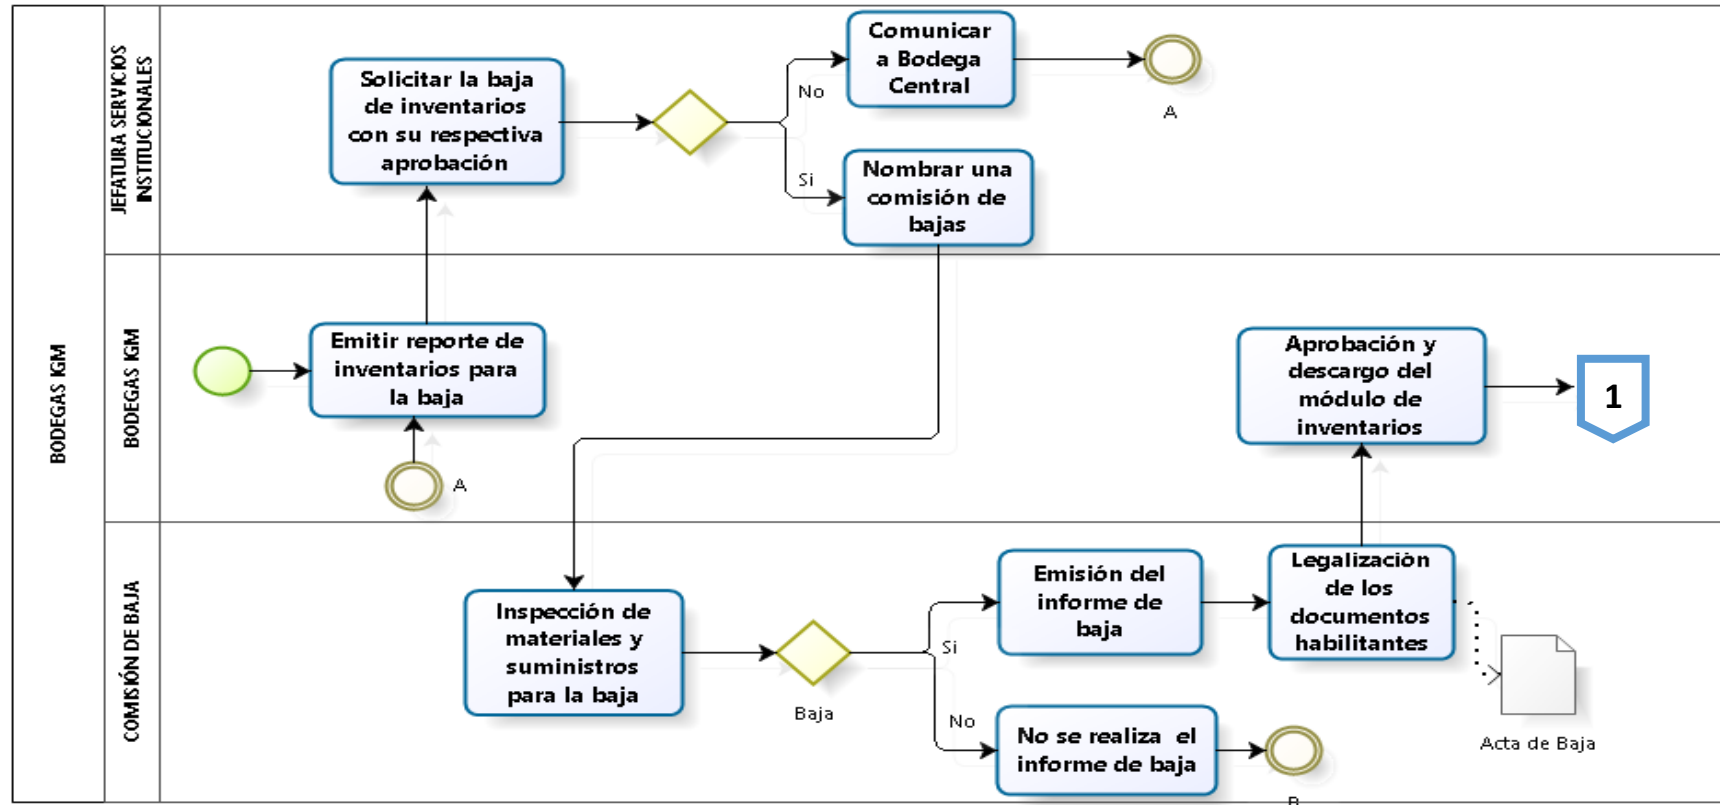 BODEGAS IGM
JEFATURA SERVICIOS
INSTITUCIONALES
Solicitar la baja
de inventarios
con su respectiva
aprobación
No
Si
Comunicar
a Bodega
Central
A
Nombrar una
comisión de
bajas
BODEGAS IGM
Emitir reporte de
inventarios para
la baja
A
Aprobación y
descargo del
módulo de
inventarios
1
COMISIÓN DE BAJA
Inspección de
materiales y
suministros
para la baja
Baja
Si
No
Emisión del
informe de
baja
Legalización
de los
documentos
habilitantes
Acta de Baja
No se realiza el
informe de baja
B